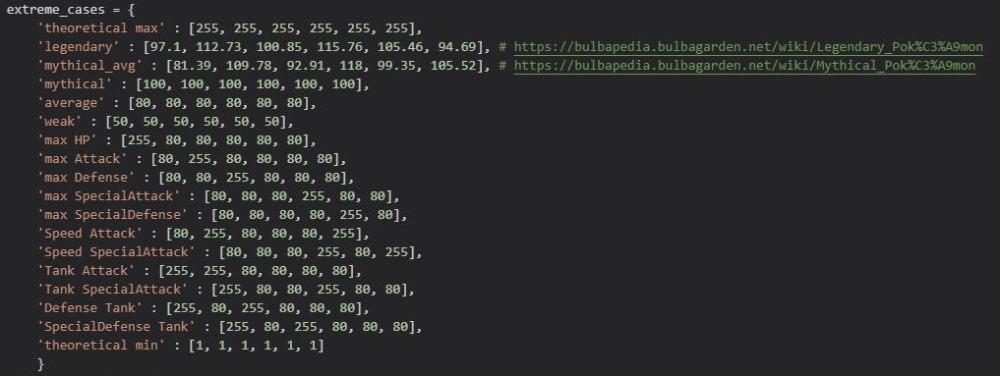 extreme_cases = {
    'theoretical max' : [255, 255, 255, 255, 255, 255],
    'legendary' : [97.1, 112.73, 100.85, 115.76, 105.46, 94.69], # https://bulbapedia.bulbagarden.net/wiki/Legendary_Pok%C3%A9mon
    'mythical_avg' : [81.39, 109.78, 92.91, 118, 99.35, 105.52], # https://bulbapedia.bulbagarden.net/wiki/Mythical_Pok%C3%A9mon
    'mythical' : [100, 100, 100, 100, 100, 100],
    'average' : [80, 80, 80, 80, 80, 80],
    'weak' : [50, 50, 50, 50, 50, 50],
    'max HP' : [255, 80, 80, 80, 80, 80],
    'max Attack' : [80, 255, 80, 80, 80, 80],
    'max Defense' : [80, 80, 255, 80, 80, 80],
    'max SpecialAttack' : [80, 80, 80, 255, 80, 80],
    'max SpecialDefense' : [80, 80, 80, 80, 255, 80],
    'Speed Attack' : [80, 255, 80, 80, 80, 255],
    'Speed SpecialAttack' : [80, 80, 80, 255, 80, 255],
    'Tank Attack' : [255, 255, 80, 80, 80, 80],
    'Tank SpecialAttack' : [255, 80, 80, 255, 80, 80],
    'Defense Tank' : [255, 80, 255, 80, 80, 80],
    'SpecialDefense Tank' : [255, 80, 255, 80, 80, 80],
    'theoretical min' : [1, 1, 1, 1, 1, 1]
    }